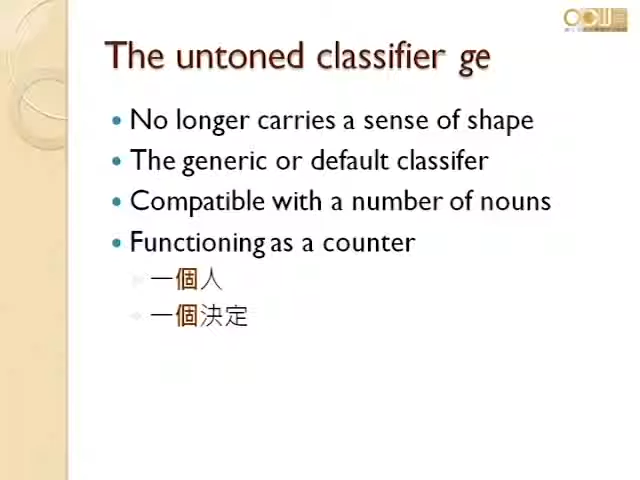 The untoned classifier ge
No longer carries a sense of shape
The generic or default classifer
Compatible with a number of nouns
Functioning as a counter
一個人
一個決定